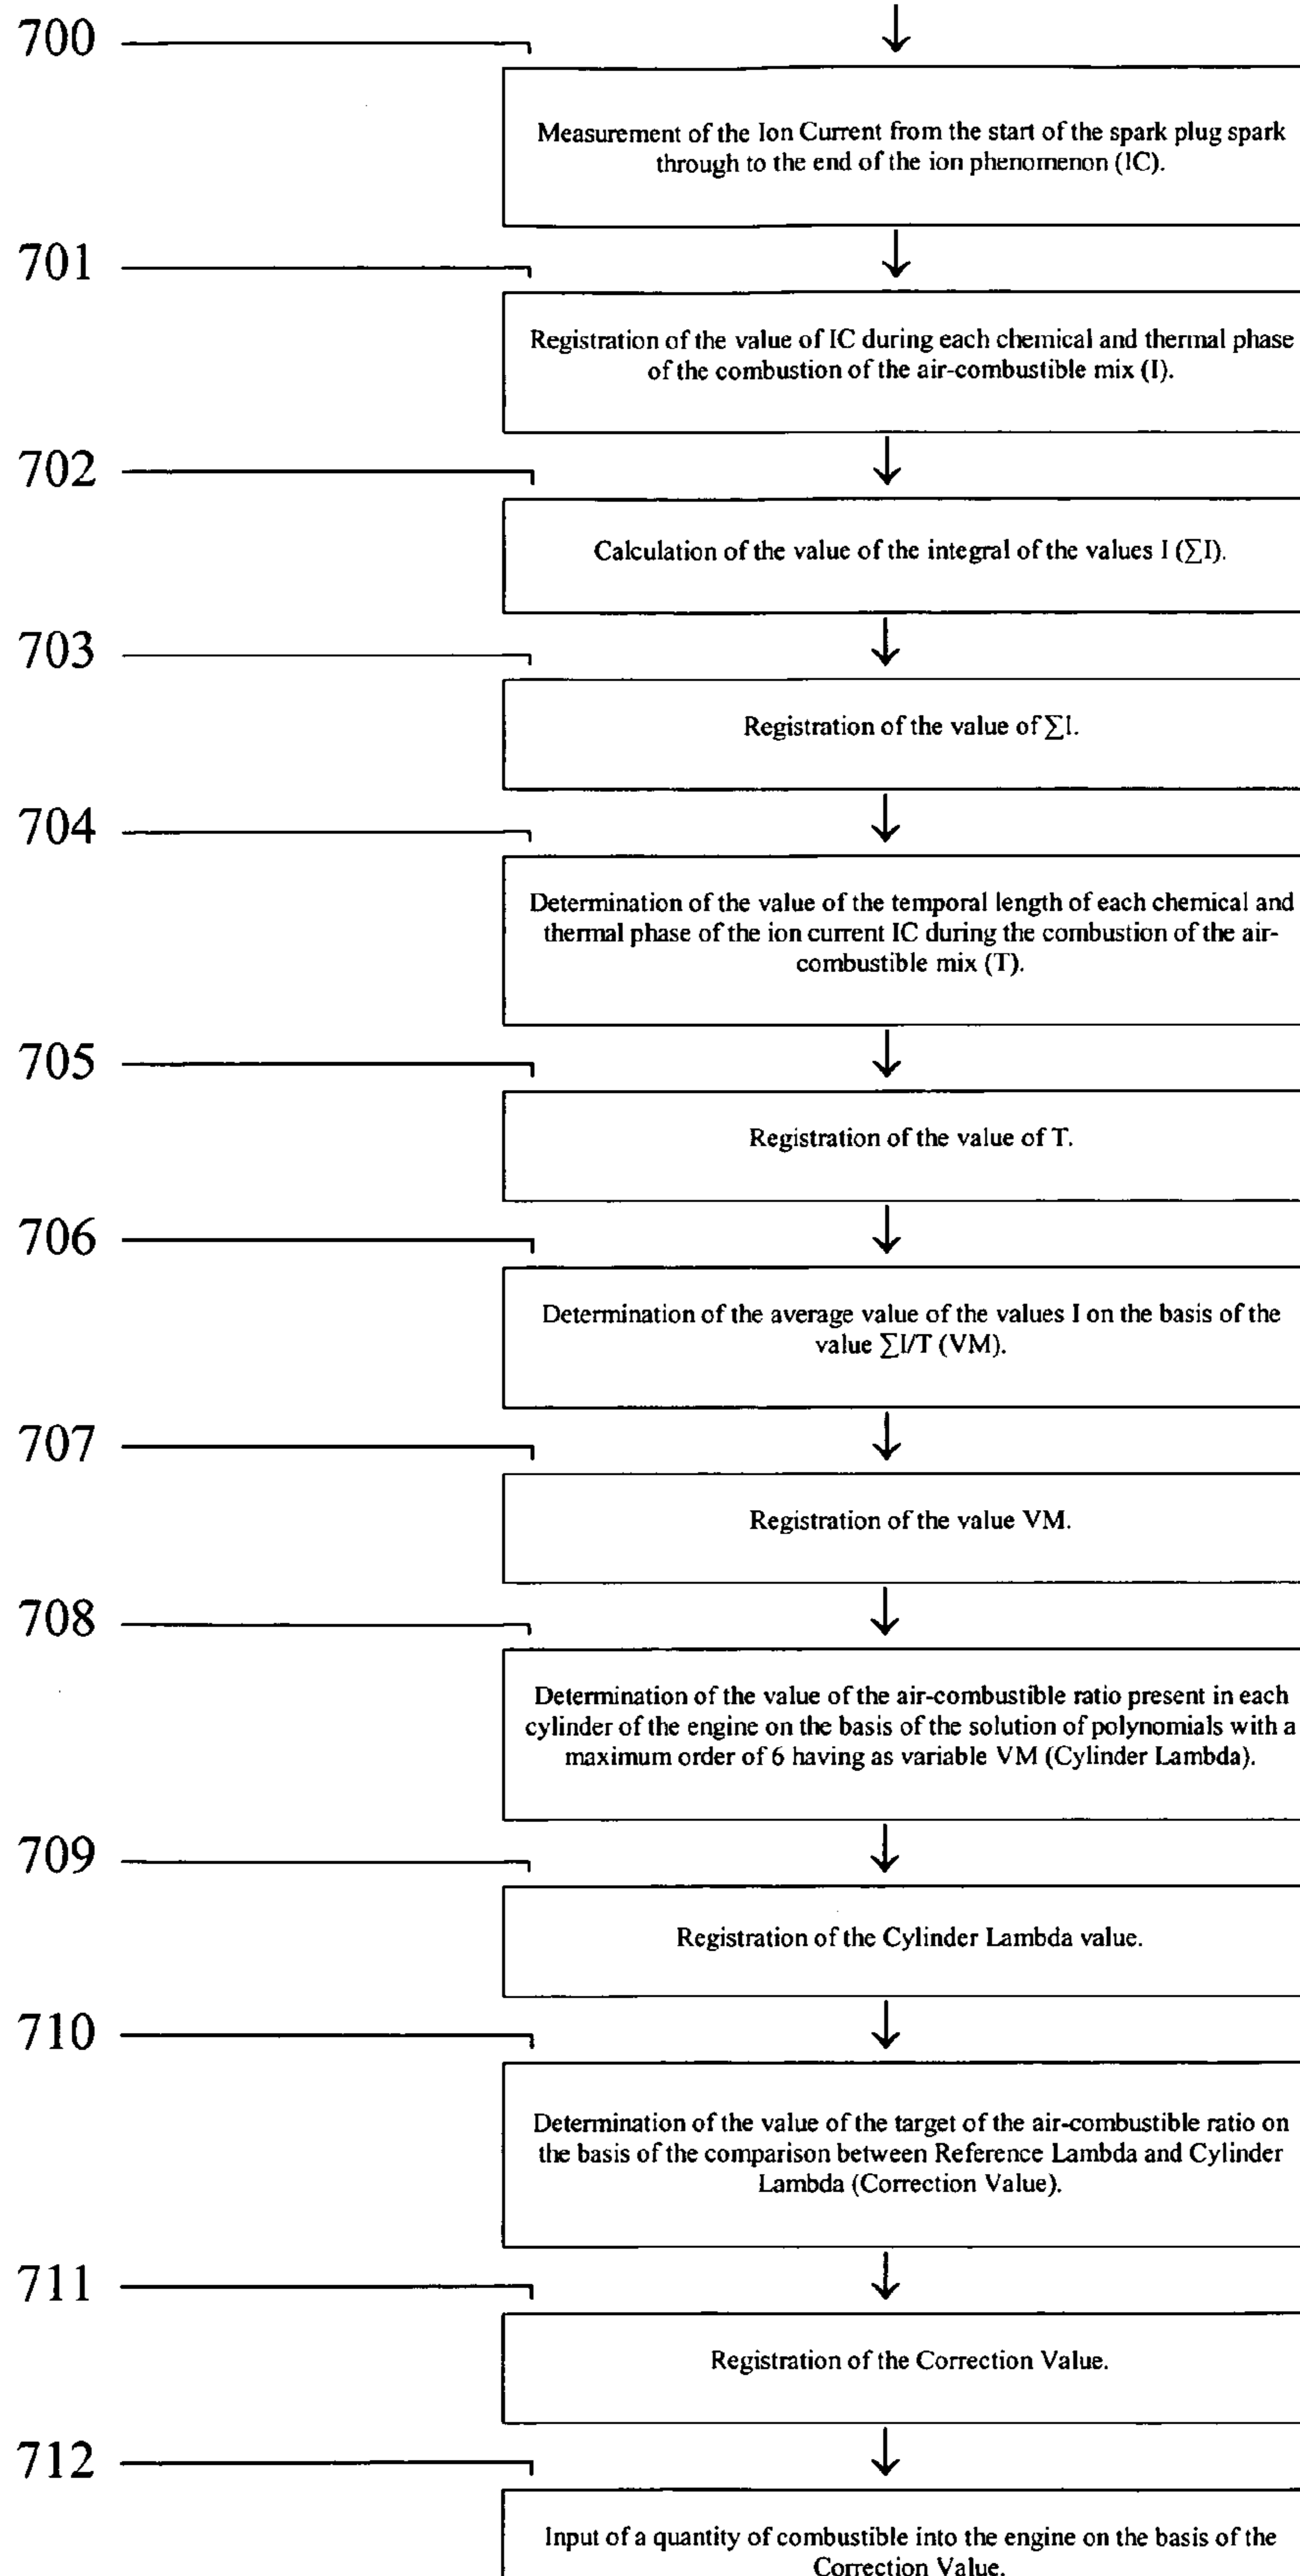 700
Measurement of the Ion Current from the start of the spark plug spark
through to the end of the ion phenomenon (IC).
701
Registration of the value of IC during each chemical and thermal phase
of the combustion of the air-combustible mix (I).
702
Calculation of the value of the integral of the values I (∑I).
703
Registration of the value of ∑I.
704
Determination of the value of the temporal length of each chemical and
thermal phase of the ion current IC during the combustion of the air-
combustible mix (T).
705
Registration of the value of T.
706
Determination of the average value of the values I on the basis of the
value ∑I/T (VM).
707
Registration of the value VM.
708
Determination of the value of the air-combustible ratio present in each
cylinder of the engine on the basis of the solution of polynomials with a
maximum order of 6 having as variable VM (Cylinder Lambda).
709
Registration of the Cylinder Lambda value.
710
Determination of the value of the target of the air-combustible ratio on
the basis of the comparison between Reference Lambda and Cylinder
Lambda (Correction Value).
711
Registration of the Correction Value.
712
Input of a quantity of combustible into the engine on the basis of the
Correction Value.